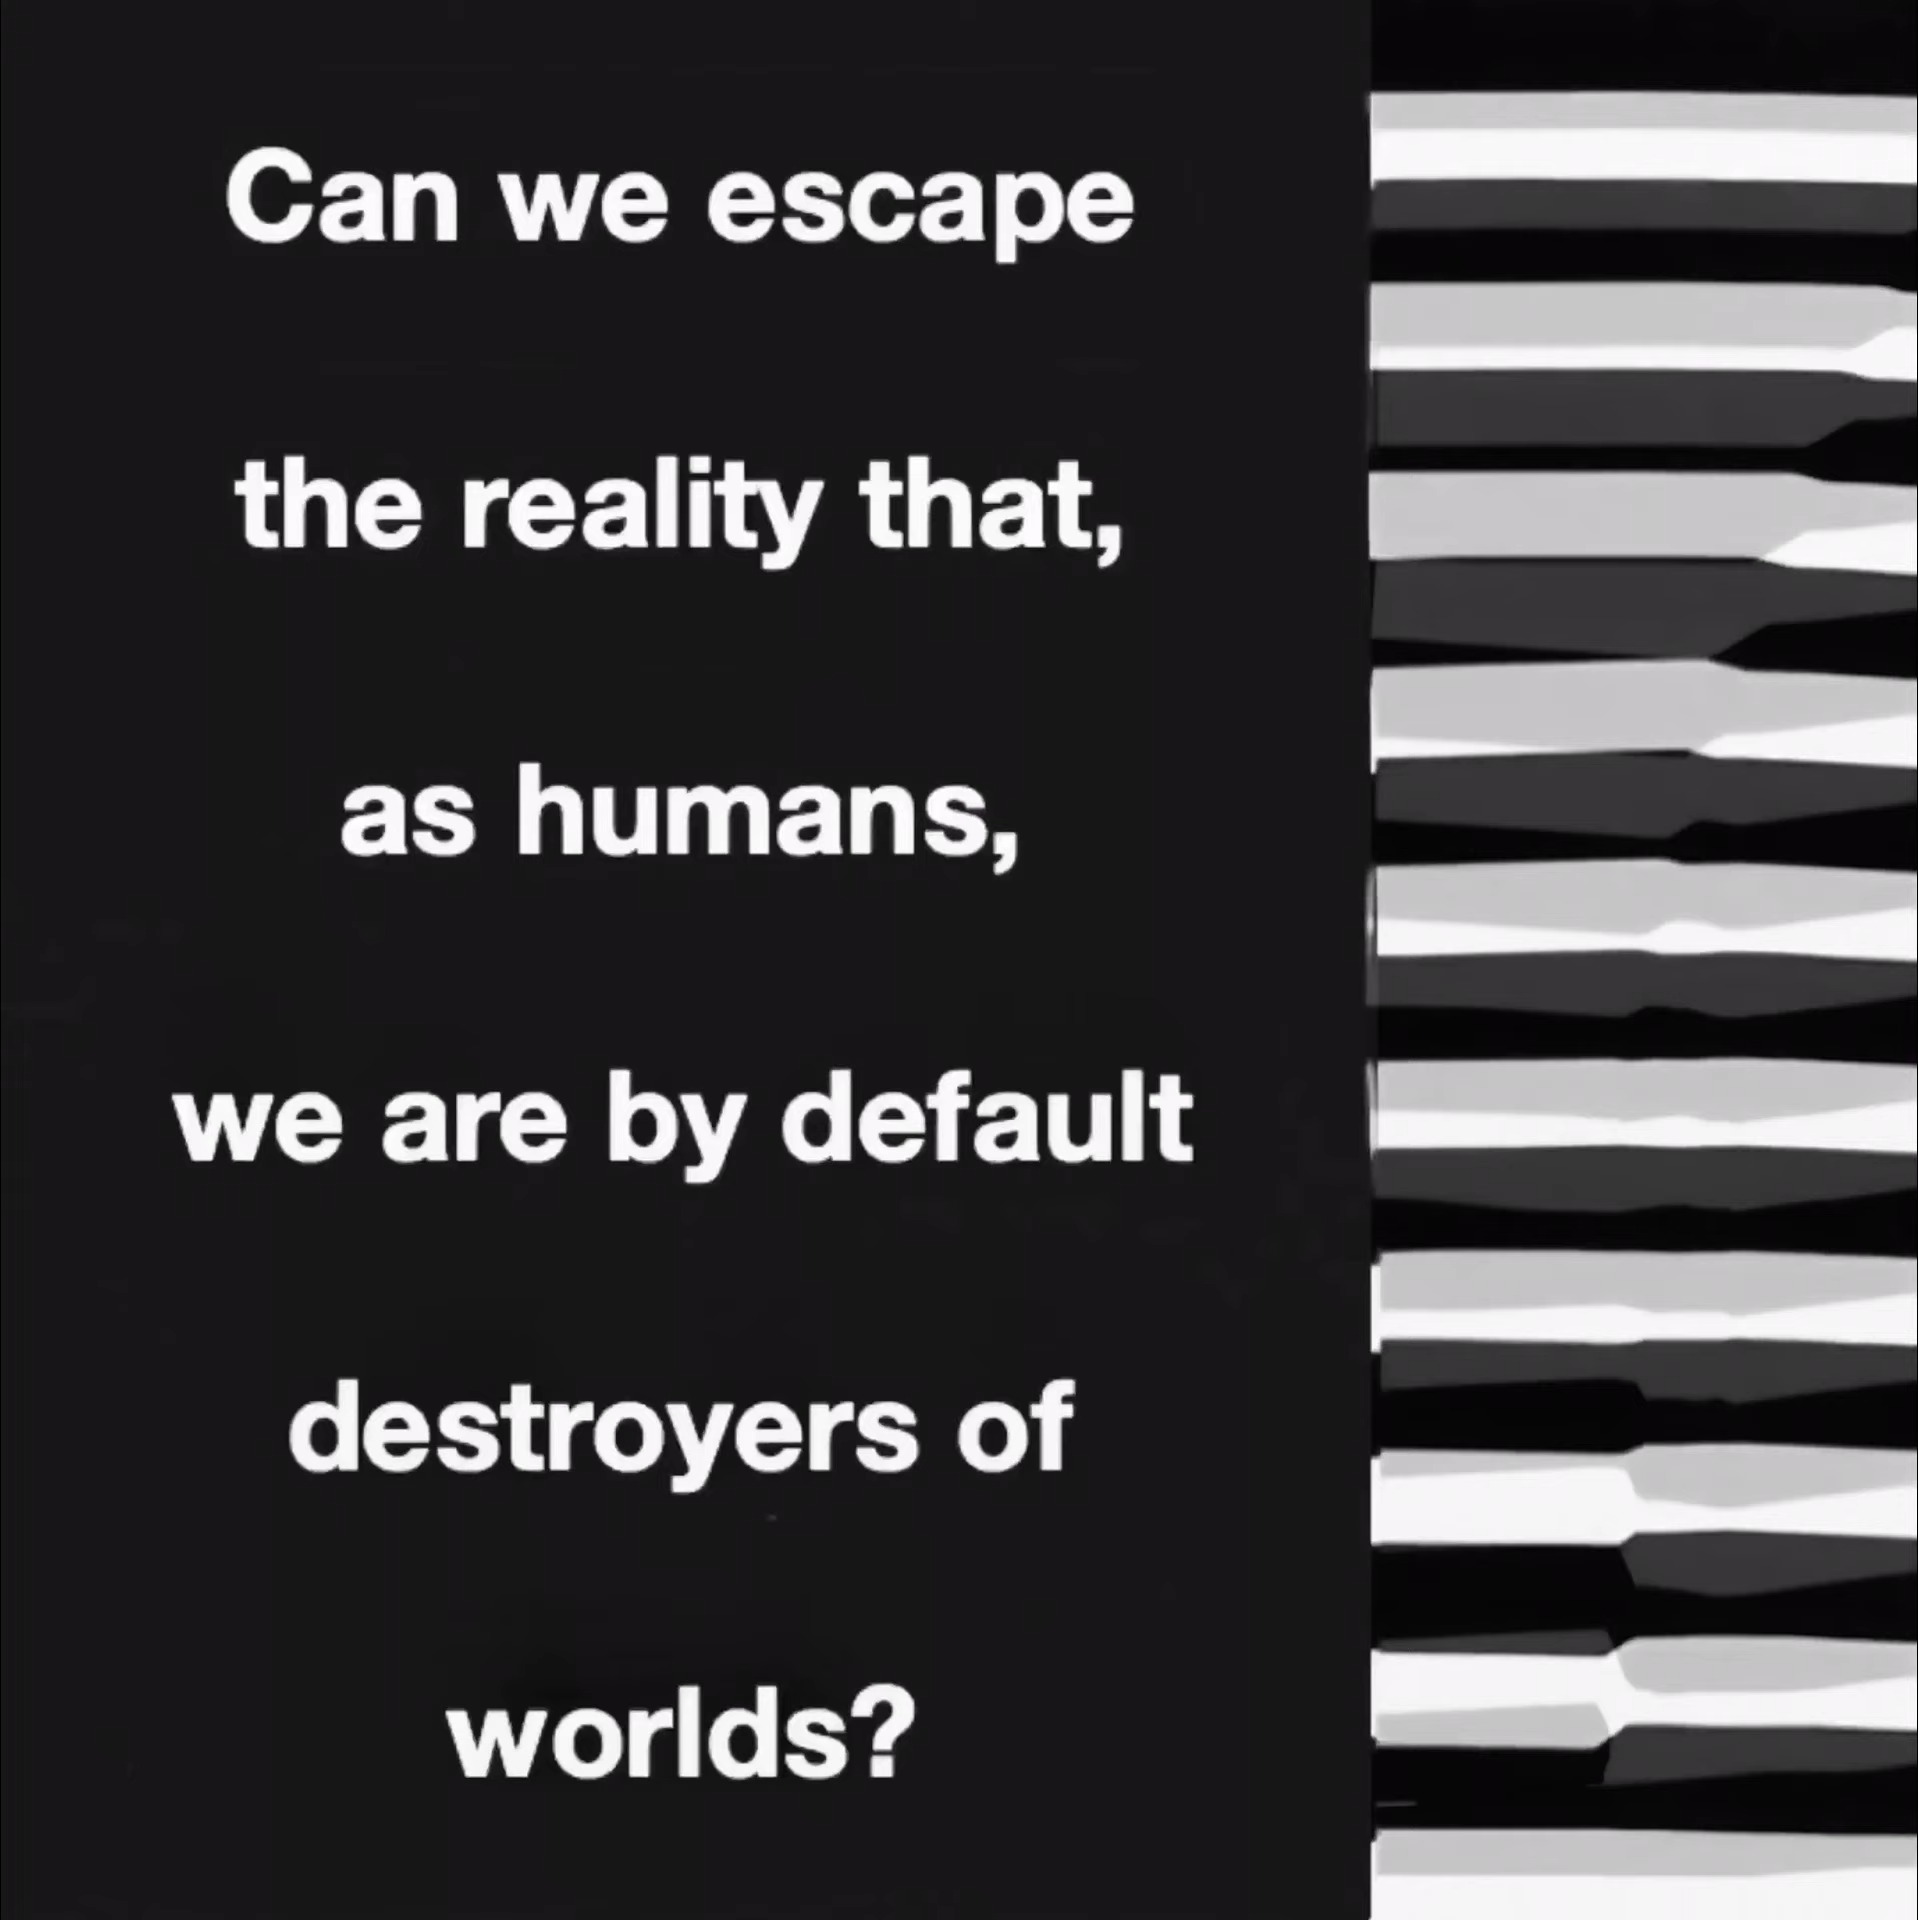 Can we escape
the reality that,
as humans,
we are by default
destroyers of
worlds?